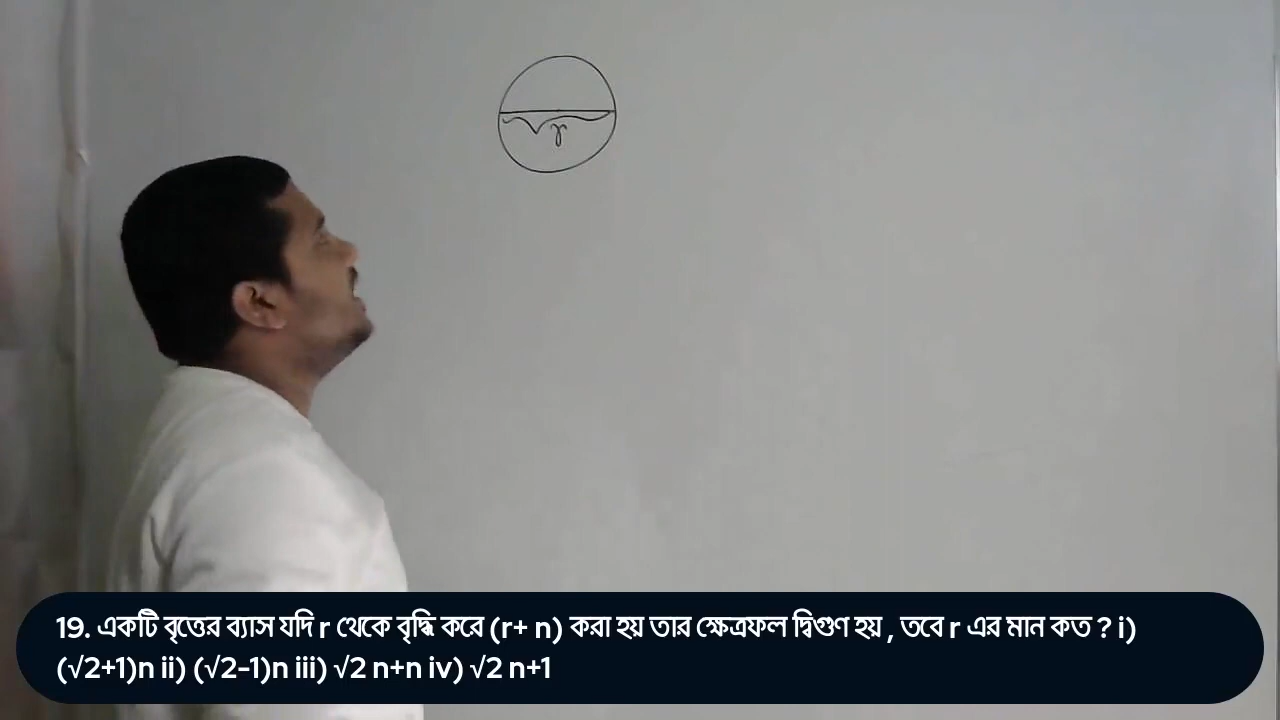 r
19. একটি বৃত্তের ব্যাস যদি r থেকে বৃদ্ধি করে (r+ n) করা হয় তার ক্ষেত্রফল দ্বিগুণ হয় , তবে r এর মান কত ? i)
(√2+1)n ii) (√2-1)n iii) √2 n+n iv) √2 n+1